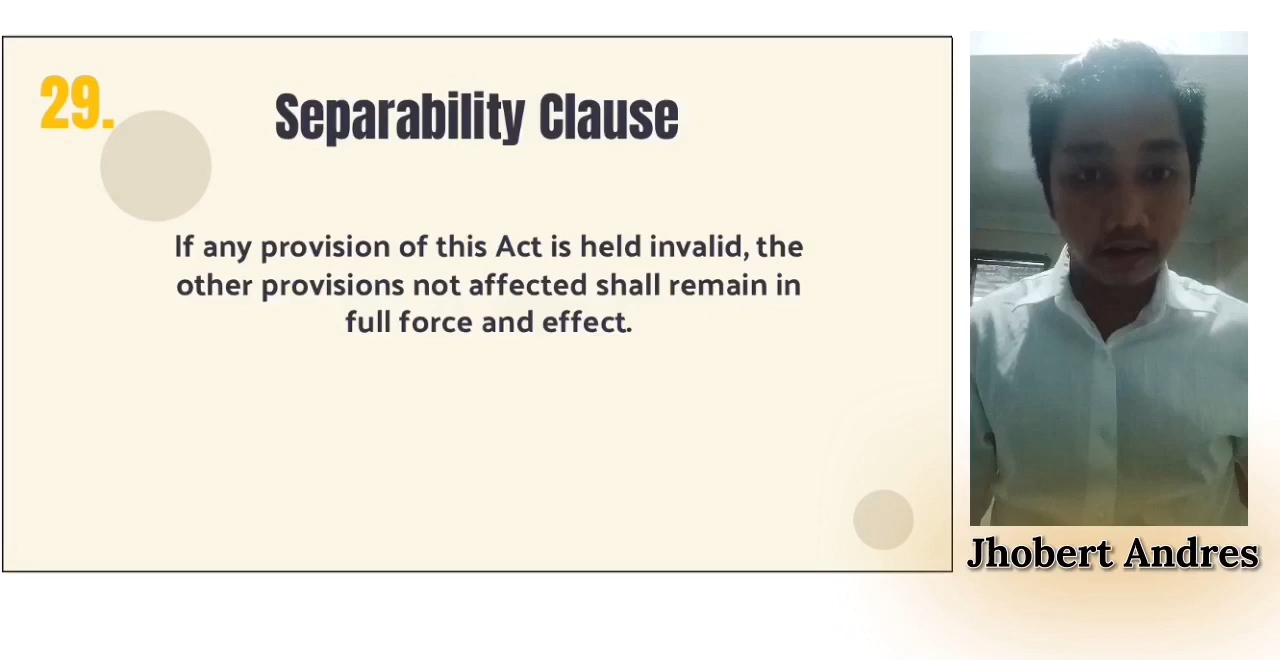 29.
Separability Clause
If any provision of this Act is held invalid, the
other provisions not affected shall remain in
full force and effect.
Jhobert Andres